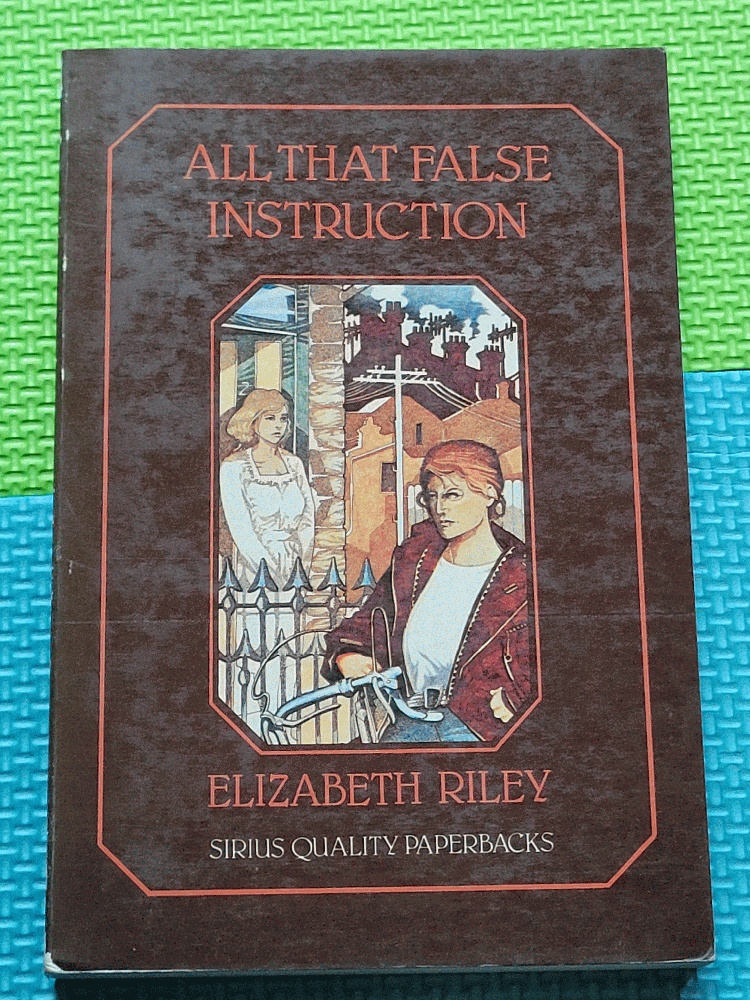 ALL THAT FALSE
INSTRUCTION
ELIZABETH RILEY
SIRIUS QUALITY PAPERBACKS